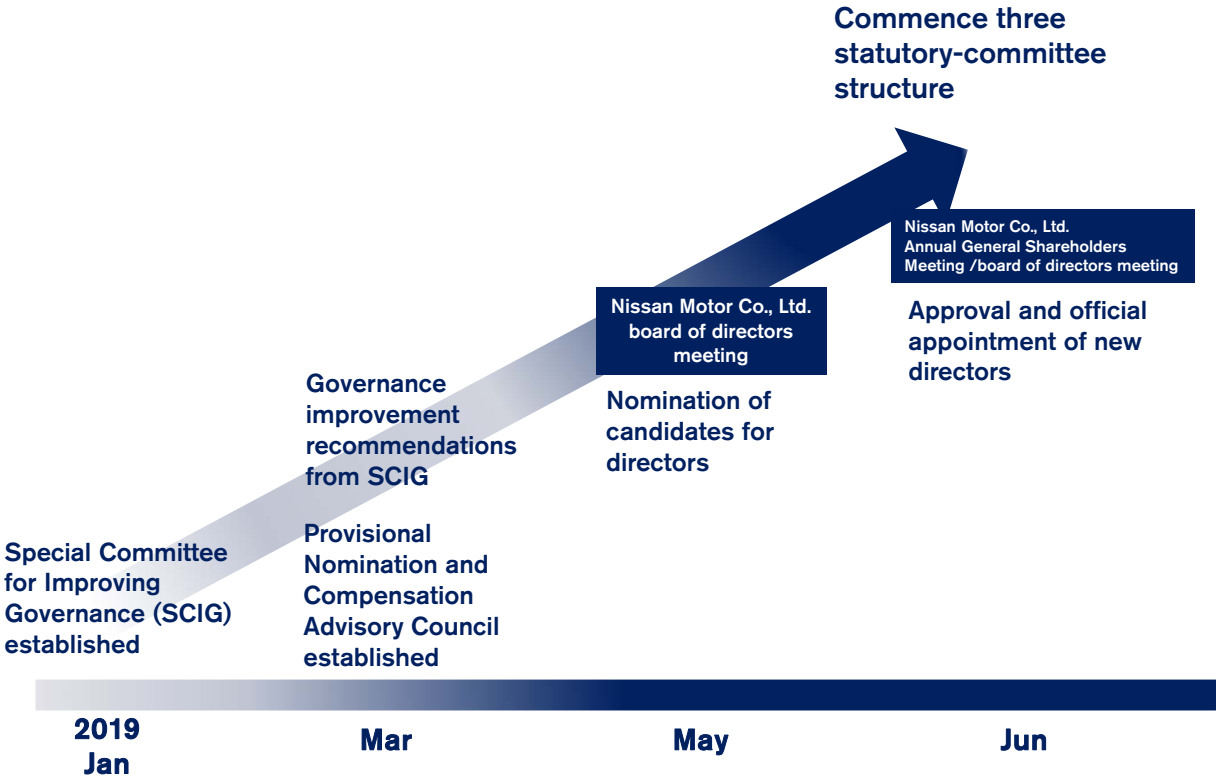 Commence three
statutory-committee
structure
Nissan Motor Co., Ltd.
Annual General Shareholders
Meeting /board of directors meeting
Approval and official
appointment of new
directors
Nissan Motor Co., Ltd.
board of directors
meeting
Nomination of
candidates for
directors
Governance
improvement
recommendations
from SCIG
Provisional
Nomination and
Compensation
Advisory Council
established
Special Committee
for Improving
Governance (SCIG)
established
2019
Jan
Mar
May
Jun